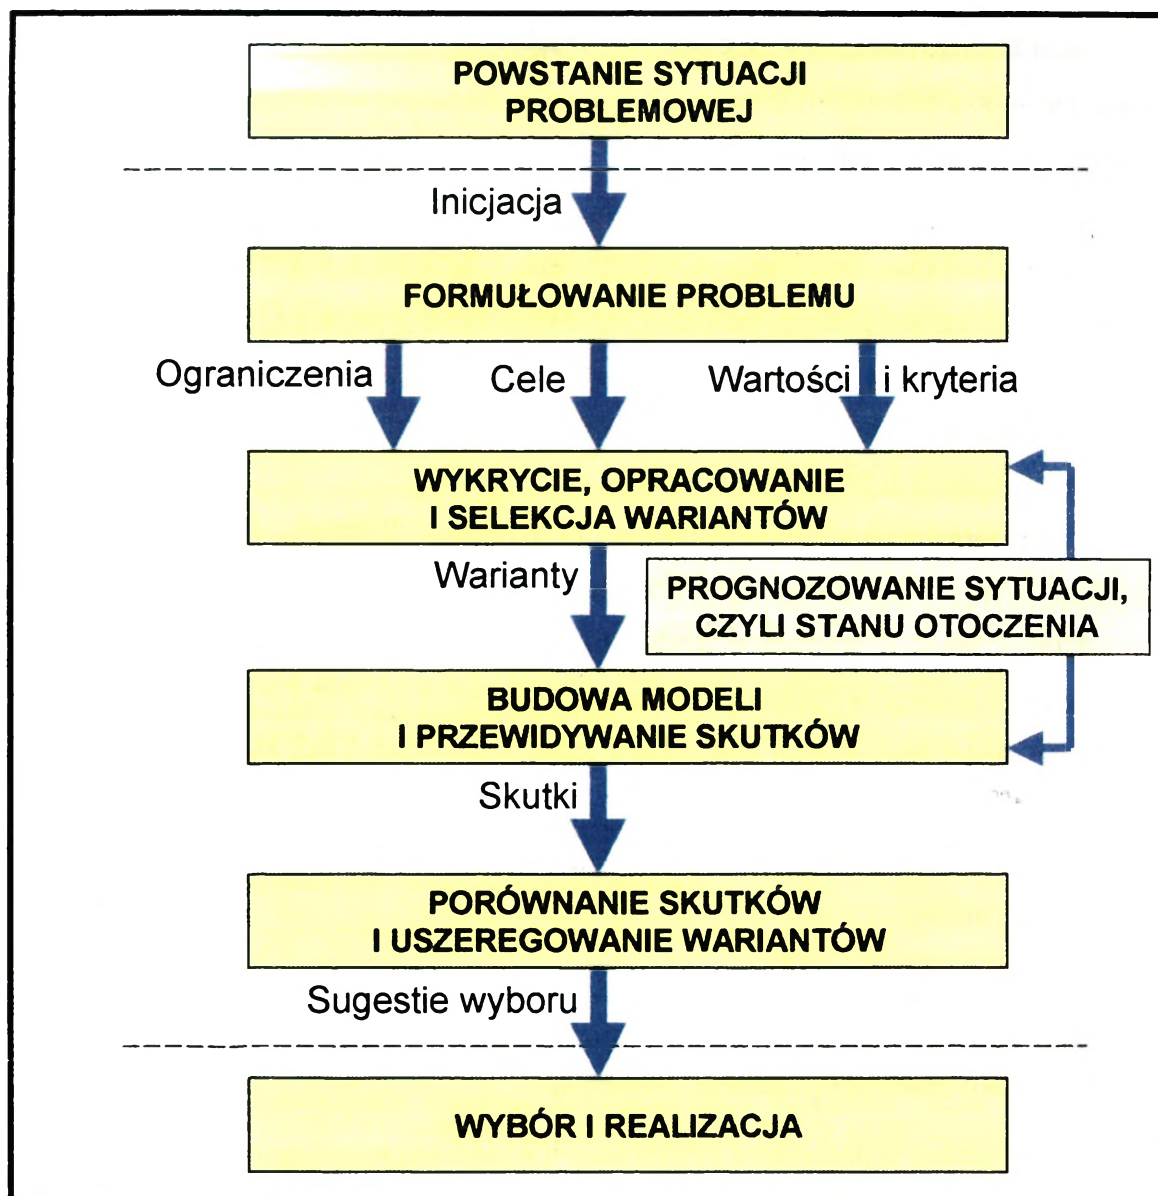 POWSTANIE SYTUACJI
PROBLEMOWEJ
Inicjacja
FORMUŁOWANIE PROBLEMU
Ograniczenia
Cele
Wartości i kryteria
WYKRYCIE, OPRACOWANIE
I SELEKCJA WARIANTÓW
Warianty
PROGNOZOWANIE SYTUACJI,
CZYLI STANU OTOCZENIA
BUDOWA MODELI
I PRZEWIDYWANIE SKUTKÓW
Skutki
PORÓWNANIE SKUTKÓW
I USZEREGOWANIE WARIANTÓW
Sugestie wyboru
WYBÓR I REALIZACJA